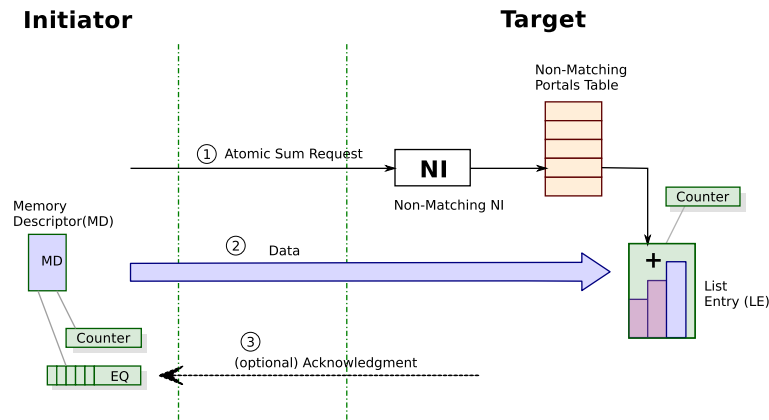 Initiator
Target
Non-Matching
Portals Table
1 Atomic Sum Request
NI
Non-Matching NI
Counter
Memory
Descriptor(MD)
MD
2 Data
+
List
Entry (LE)
Counter
3
(optional) Acknowledgment
EQ